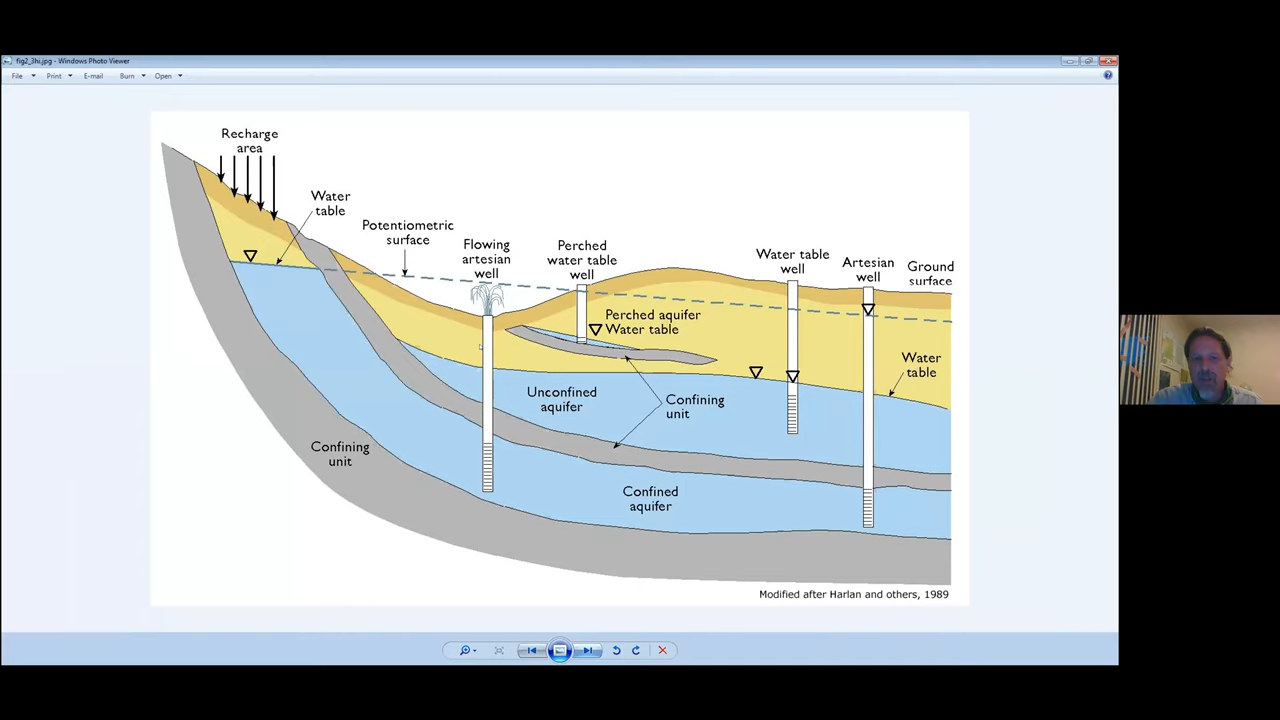 fig2_3hi.jpg - Windows Photo Viewer
File Print E-mail Burn Open
Recharge
area
Water
table
Potentiometric
surface
Flowing
artesian
well
Perched
water table
well
Water table
well
Artesian
well
Ground
surface
Perched aquifer
Water table
Water
table
Unconfined
aquifer
Confining
unit
Confining
unit
Confined
aquifer
Modified after Harlan and others, 1989